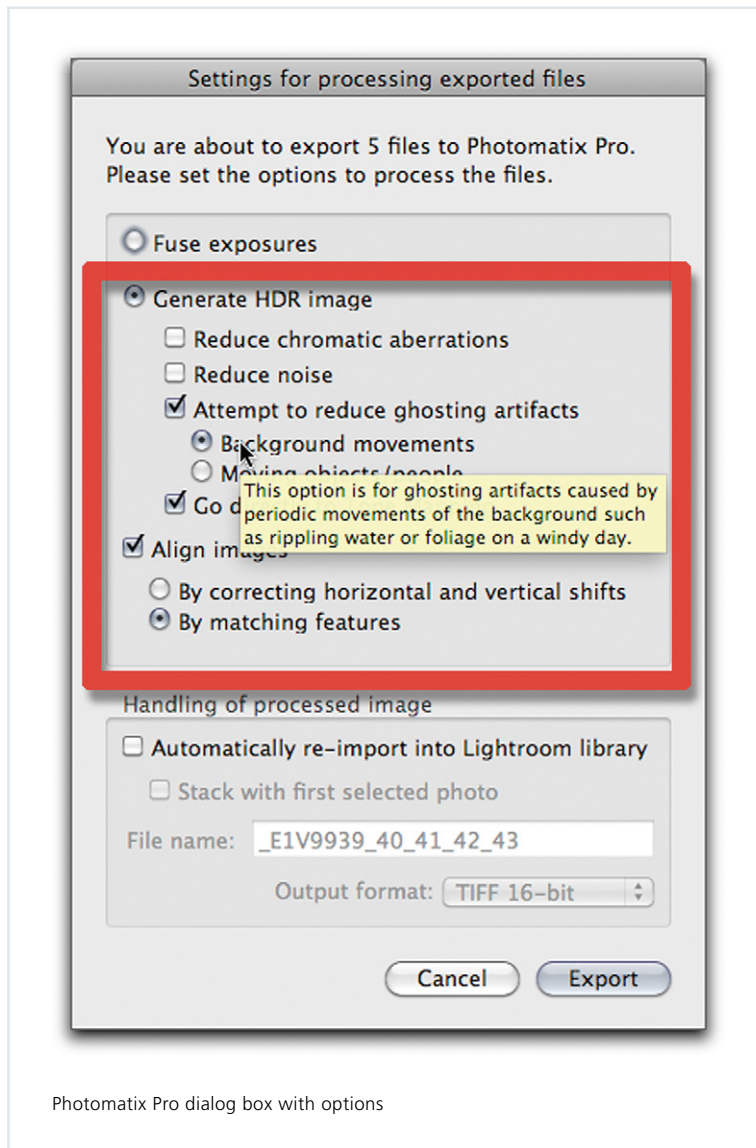 Settings for processing exported files
You are about to export 5 files to Photomatix Pro.
Please set the options to process the files.
Fuse exposures
Generate HDR image
Reduce chromatic aberrations
Reduce noise
Attempt to reduce ghosting artifacts
Background movements
Moving objects/people
This option is for ghosting artifacts caused by
Go
periodic movements of the background such
as rippling water or foliage on a windy day.
Align images
By correcting horizontal and vertical shifts
By matching features
Handling of processed image
Automatically re-import into Lightroom library
Stack with first selected photo
File name: _E1V9939_40_41_42_43
Output format: TIFF 16-bit
Cancel Export
Photomatix Pro dialog box with options